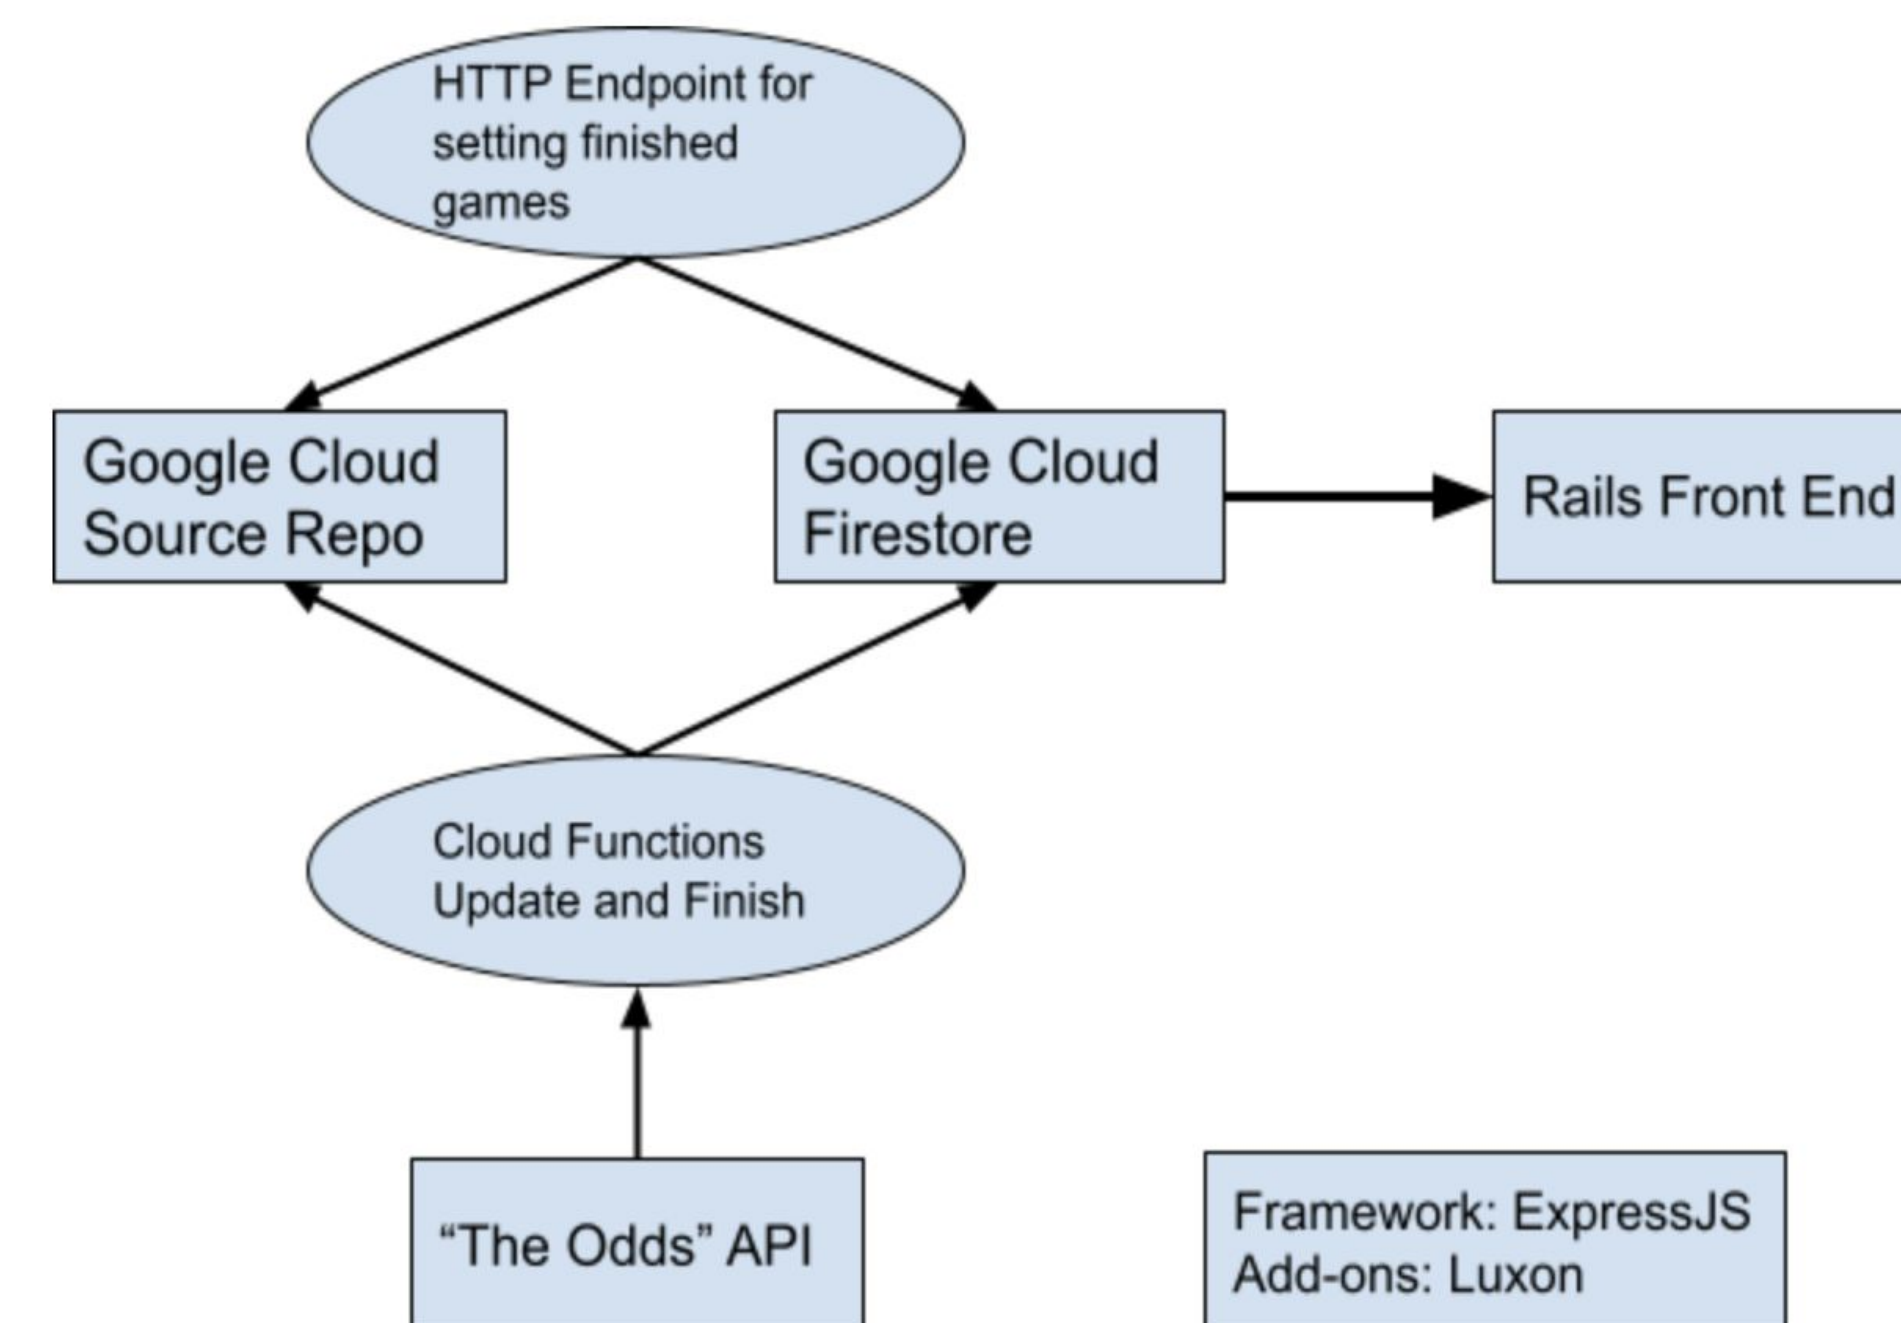 HTTP Endpoint for
setting finished
games
Google Cloud
Source Repo
Google Cloud
Firestore
Rails Front End
Cloud Functions
Update and Finish
“The Odds” API
Framework: ExpressJS
Add-ons: Luxon